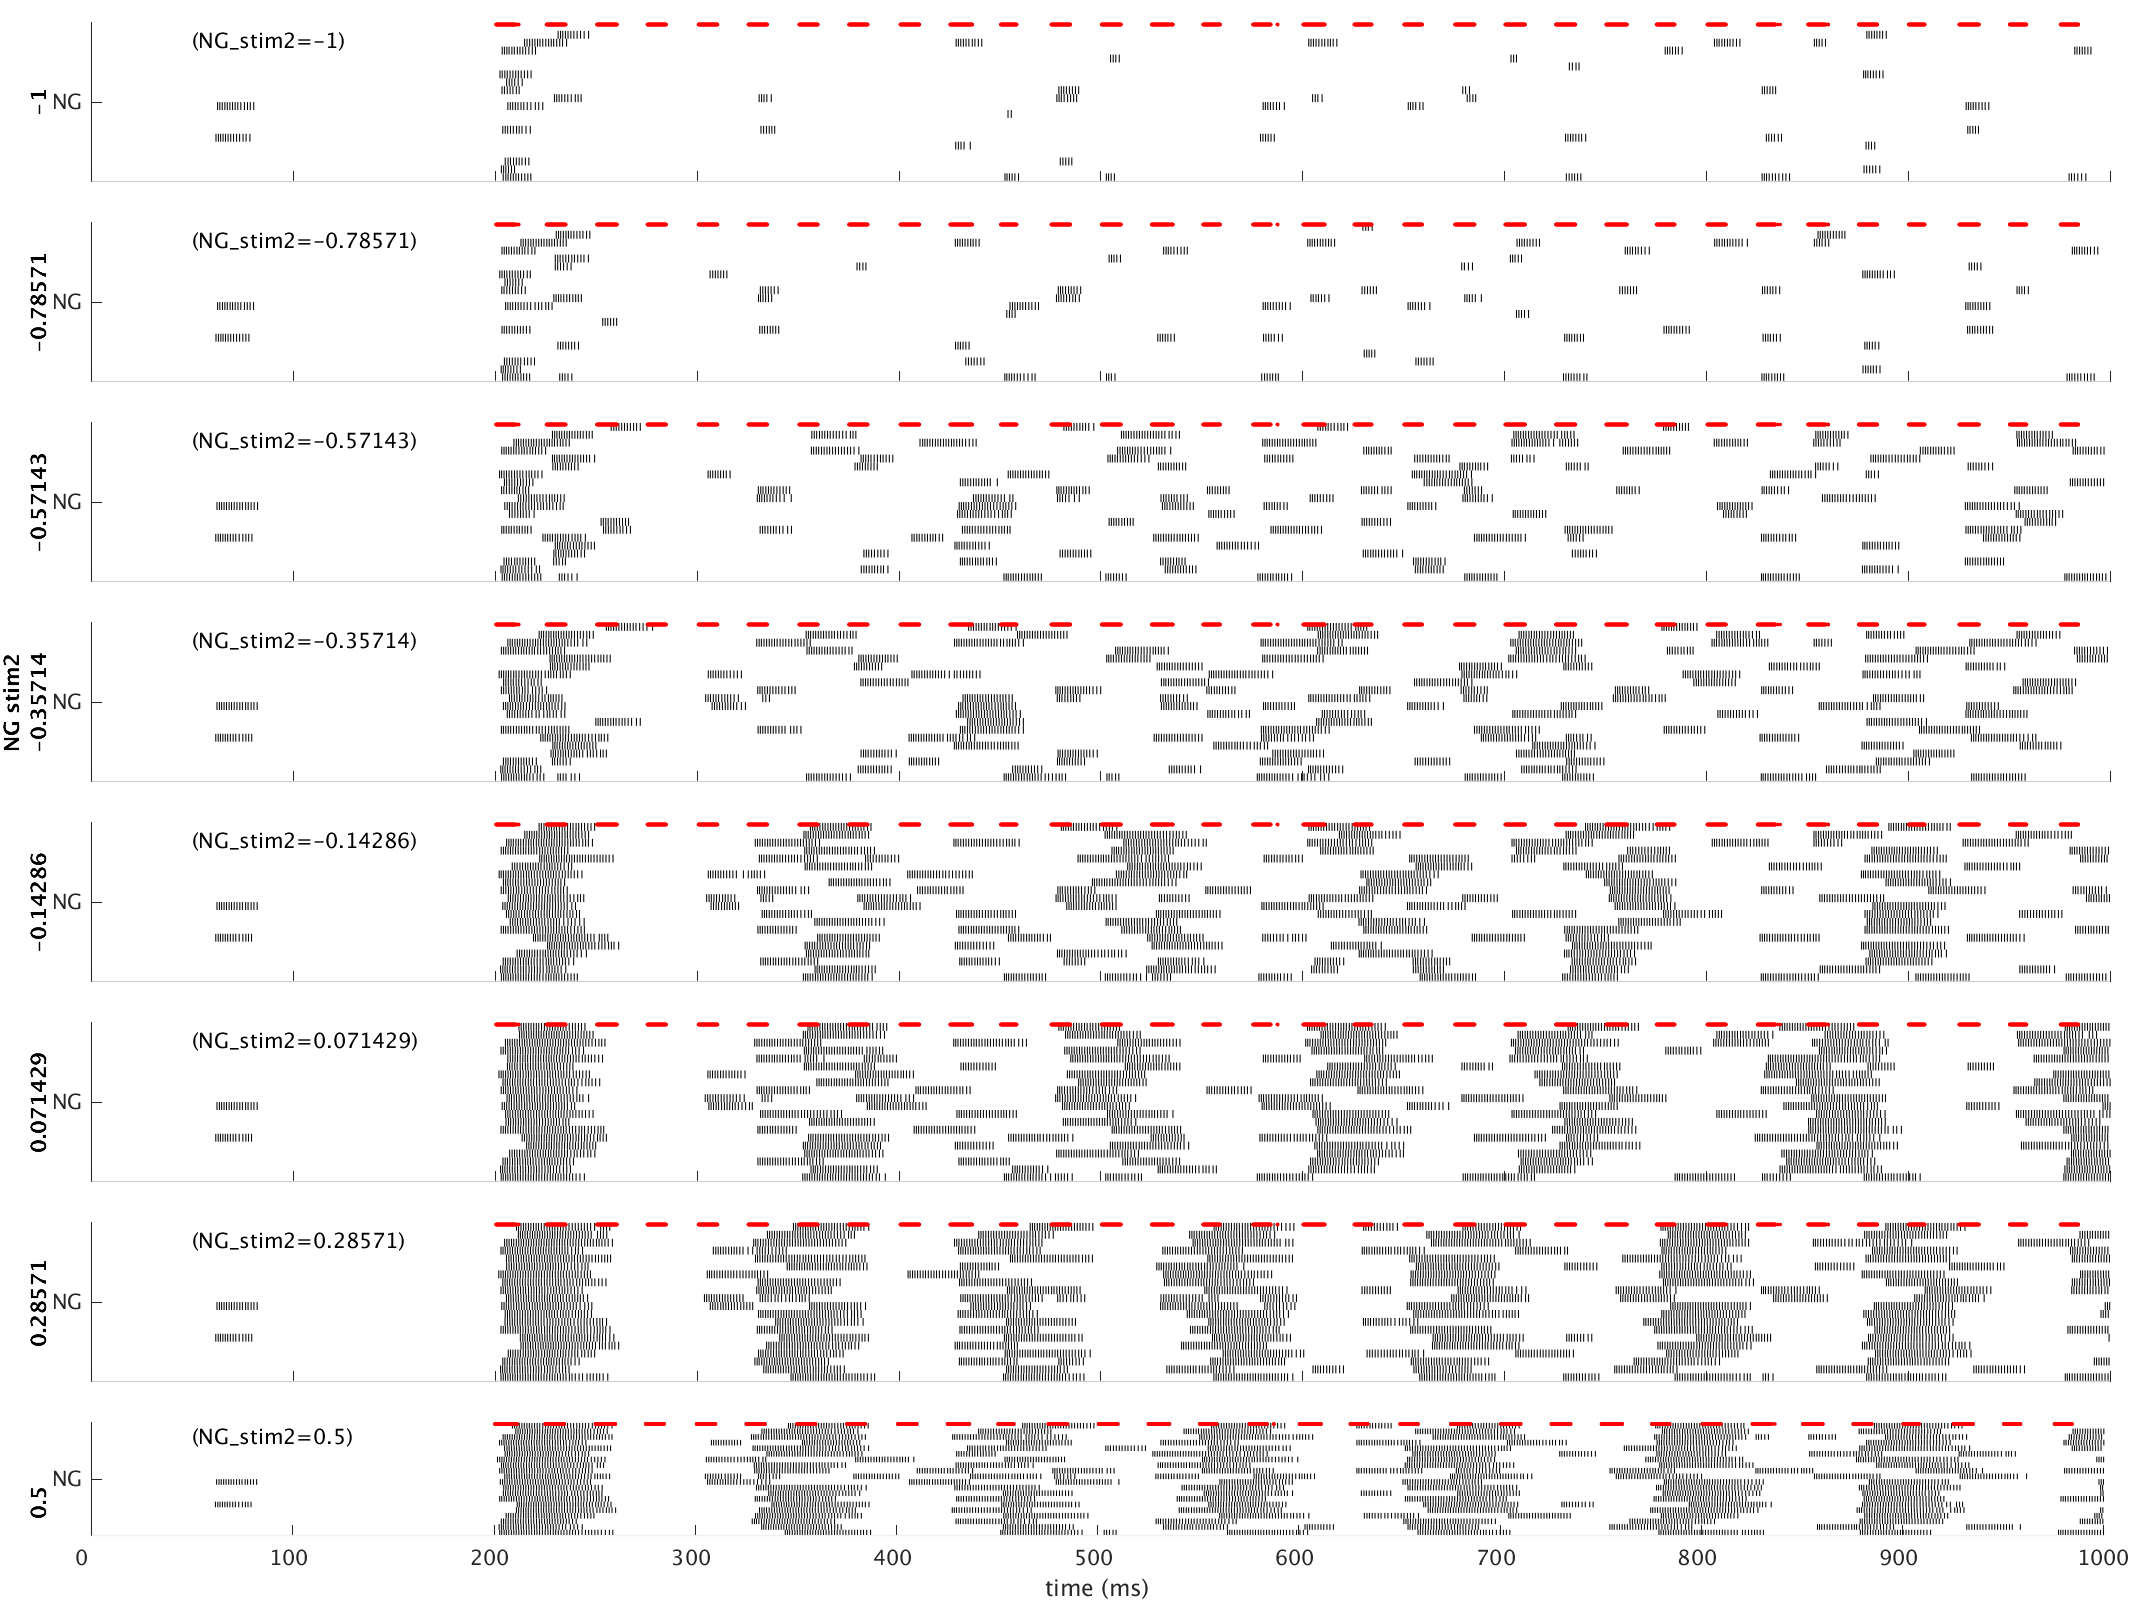 (NG_stim2=-1)
-1
NG
(NG_stim2=-0.78571)
-0.78571
NG
(NG_stim2=-0.57143)
-0.57143
NG
(NG_stim2=-0.35714)
NG stim2
-0.35714
NG
(NG_stim2=-0.14286)
-0.14286
NG
(NG_stim2=0.071429)
0.071429
NG
(NG_stim2=0.28571)
0.28571
NG
(NG_stim2=0.5)
0.5
NG
0 100 200 300 400 500 600 700 800 900 1000
time (ms)